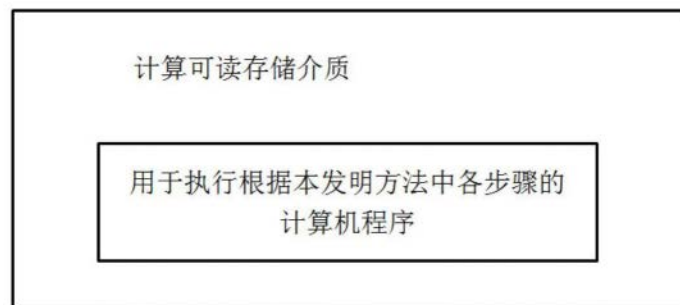 计算可读存储介质
用于执行根据本发明方法中各步骤的
计算机程序